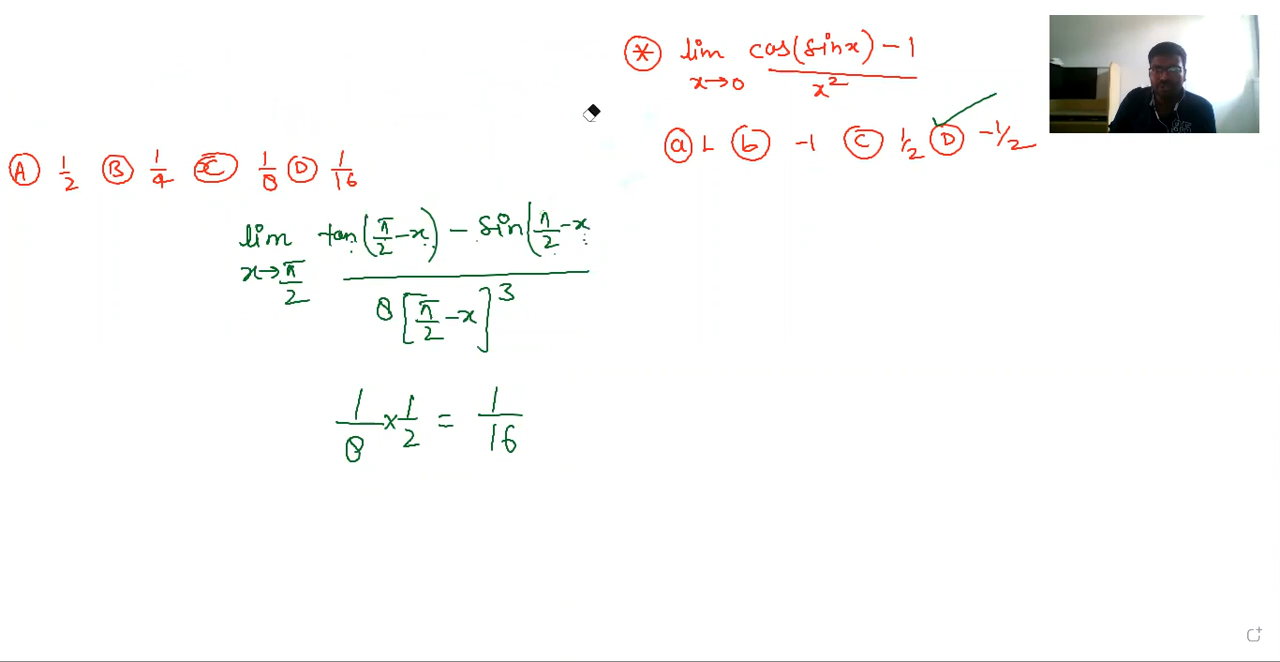 Ⓐ 1/2 Ⓑ 1/4 Ⓒ 1/8 Ⓓ 1/16
lim x→π/2 tan(π/2-x) - sin(π/2-x
8[π/2-x]^3
1/8 × 1/2 = 1/16
⊛ lim x→0 cos(sinx) - 1
x^2
ⓐ 1 ⓑ -1 Ⓒ 1/2 Ⓓ -1/2